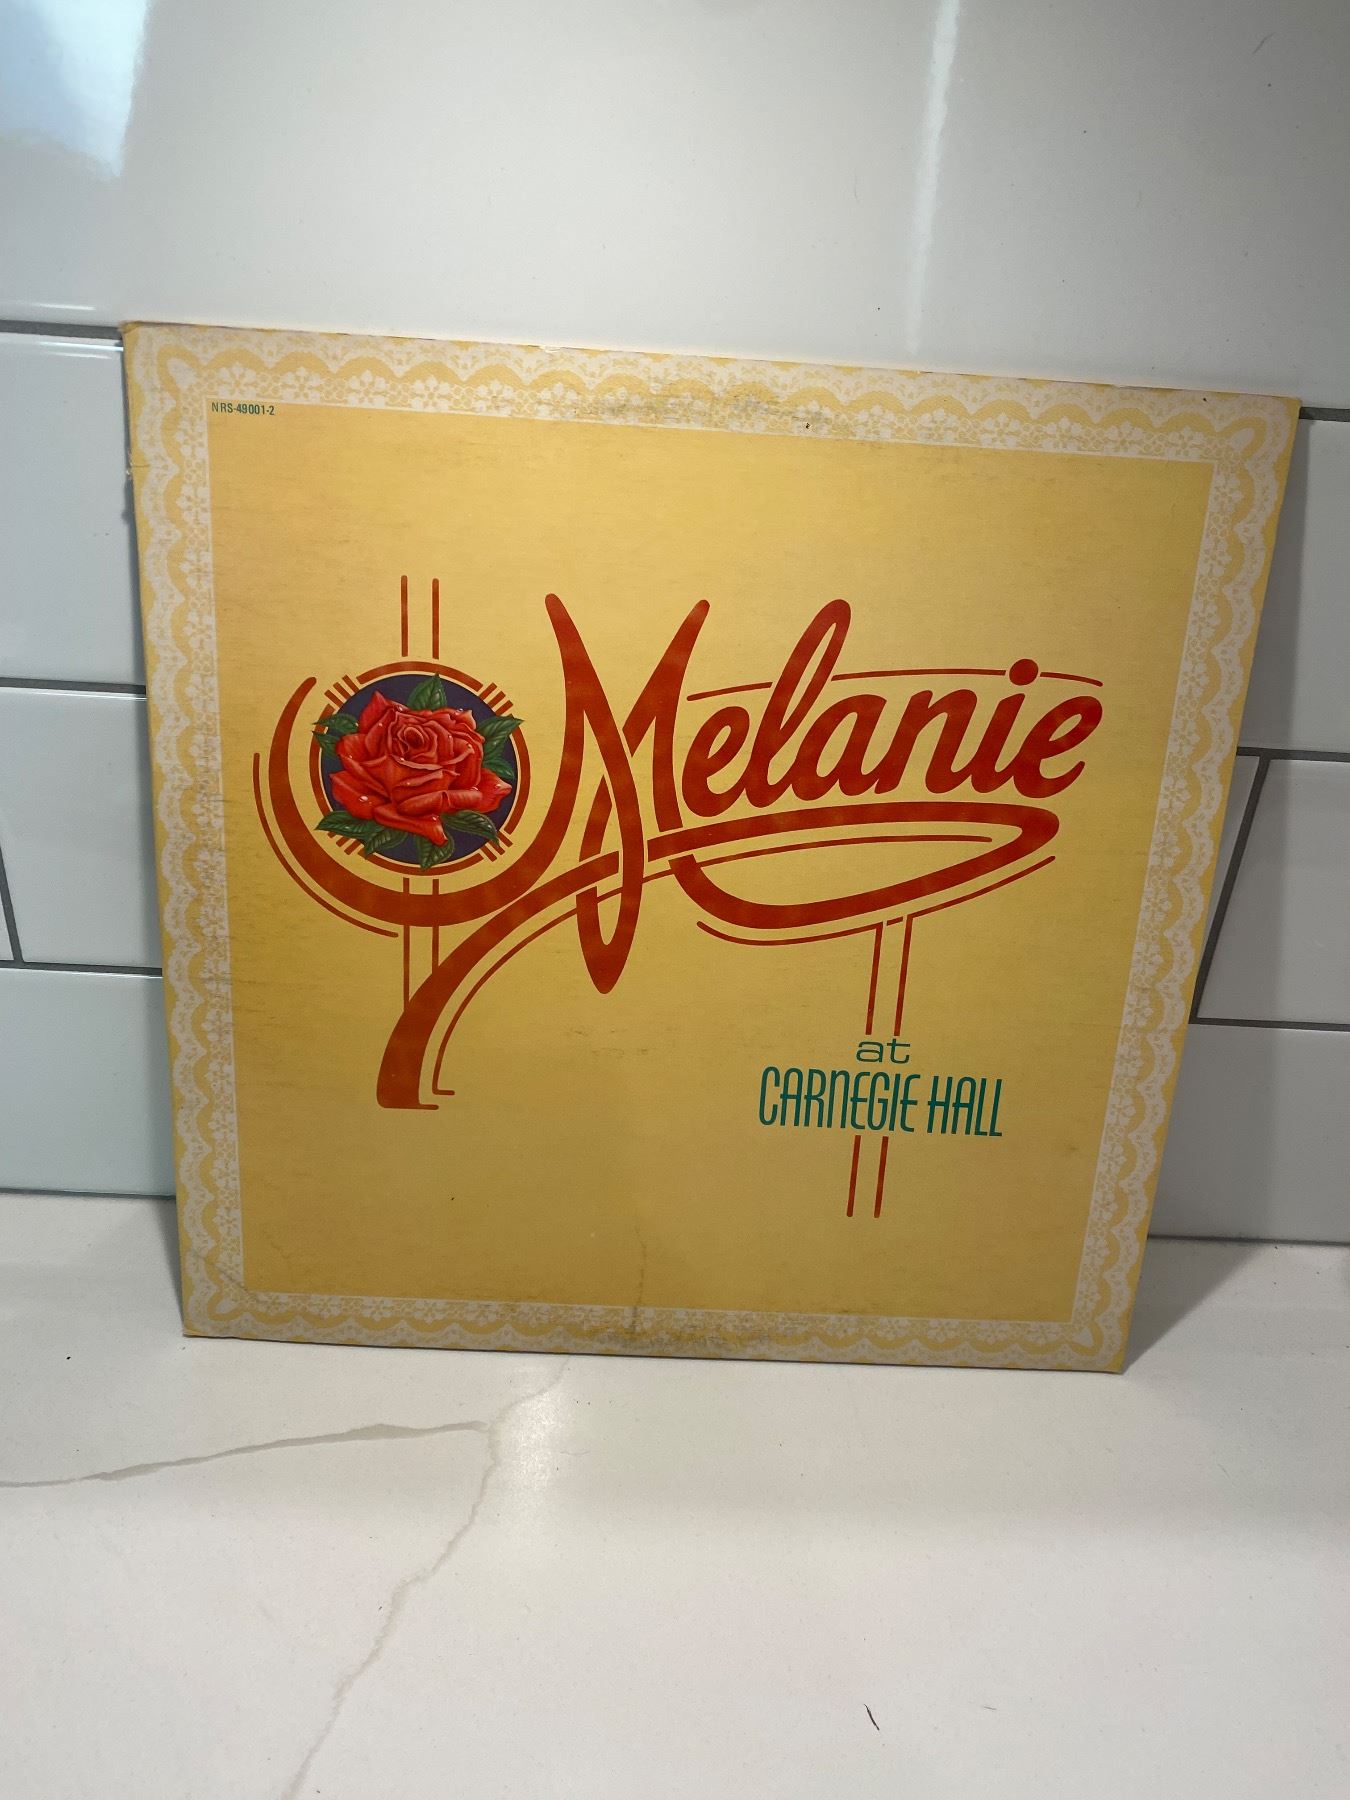 NRS-49001-2
Melanie
at
CARNEGIE HALL